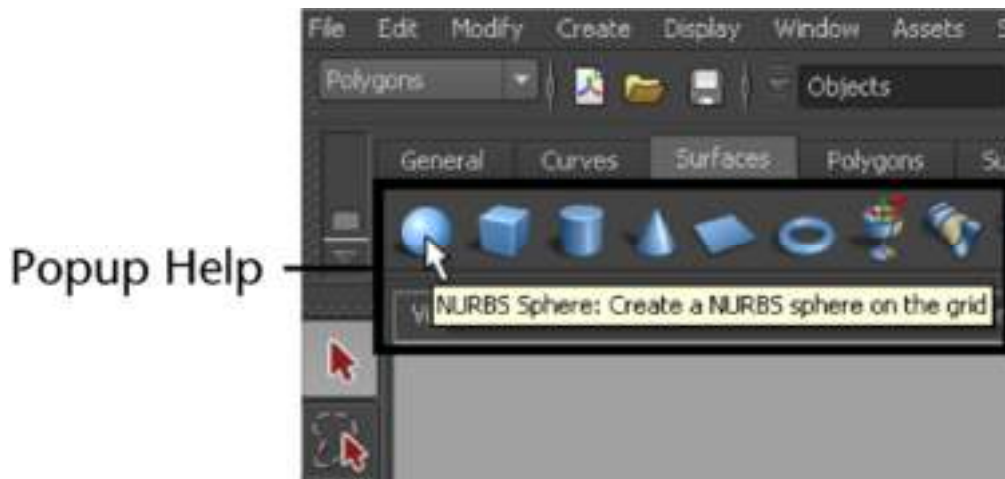 File Edit Modify Create Display Window Assets
Polygons Objects
General Curves Surfaces Polygons
Popup Help
NURBS Sphere: Create a NURBS sphere on the grid